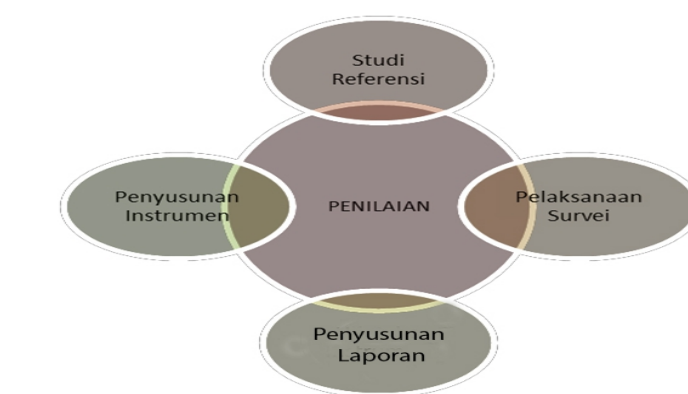 Studi
Referensi
Penyusunan
Instrumen
PENILAIAN
Pelaksanaan
Survei
Penyusunan
Laporan